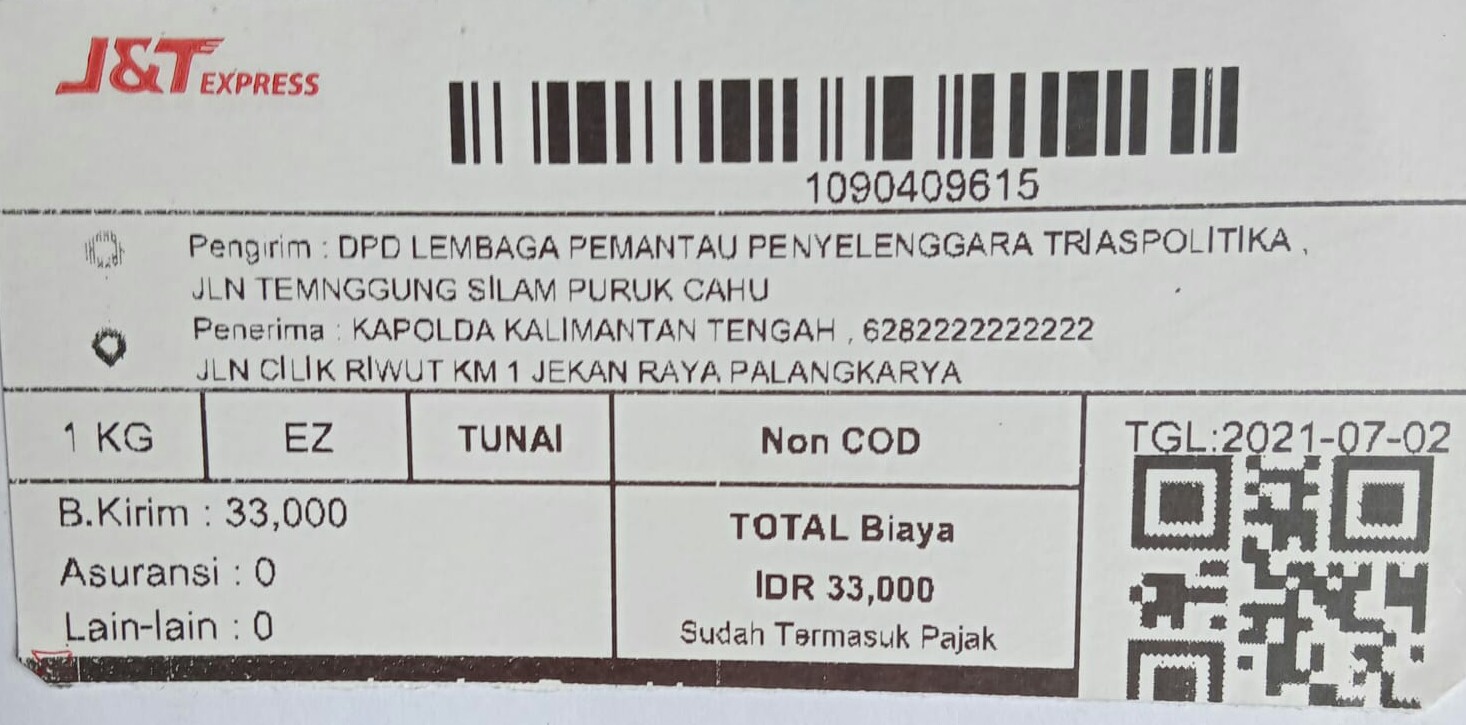 J&T EXPRESS
1090409615
Pengirim : DPD LEMBAGA PEMANTAU PENYELENGGARA TRIASPOLITIKA ,
JLN TEMNGGUNG SILAM PURUK CAHU
Penerima : KAPOLDA KALIMANTAN TENGAH , 6282222222222
JLN CILIK RIWUT KM 1 JEKAN RAYA PALANGKARYA
1 KG EZ TUNAI Non COD TGL:2021-07-02
B.Kirim : 33,000
TOTAL Biaya
Asuransi : 0
IDR 33,000
Lain-lain : 0
Sudah Termasuk Pajak